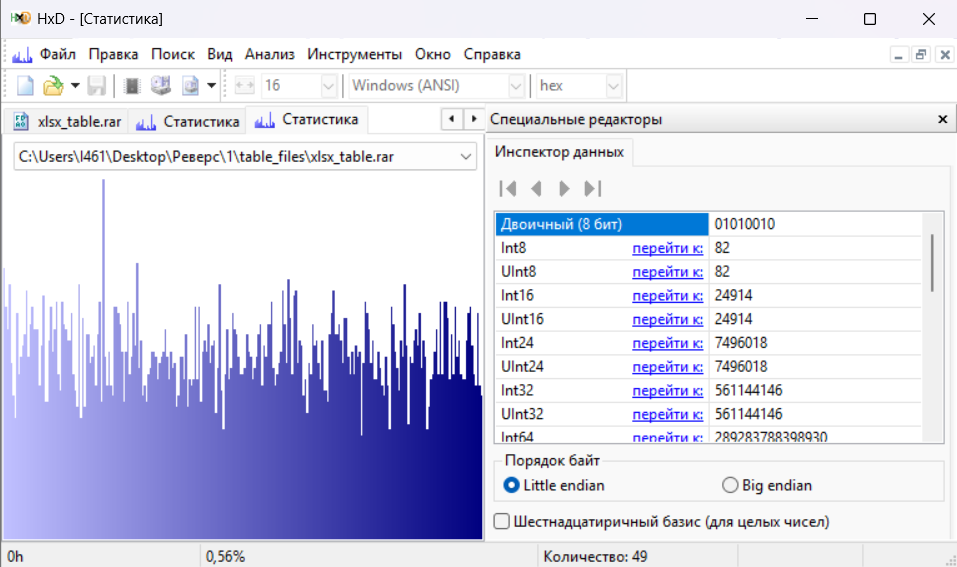 HxD - [Статистика]
Файл Правка Поиск Вид Анализ Инструменты Окно Справка
16 Windows (ANSI) hex
xlsx_table.rar Статистика Статистика
Специальные редакторы
C:\Users\I461\Desktop\Реверс\1\table_files\xlsx_table.rar
Инспектор данных
Двоичный (8 бит) 01010010
Int8 перейти к: 82
UInt8 перейти к: 82
Int16 перейти к: 24914
UInt16 перейти к: 24914
Int24 перейти к: 7496018
UInt24 перейти к: 7496018
Int32 перейти к: 561144146
UInt32 перейти к: 561144146
Int64 перейти к: 289283788398930
Порядок байт
Little endian Big endian
Шестнадцатиричный базис (для целых чисел)
0h 0,56% Количество: 49